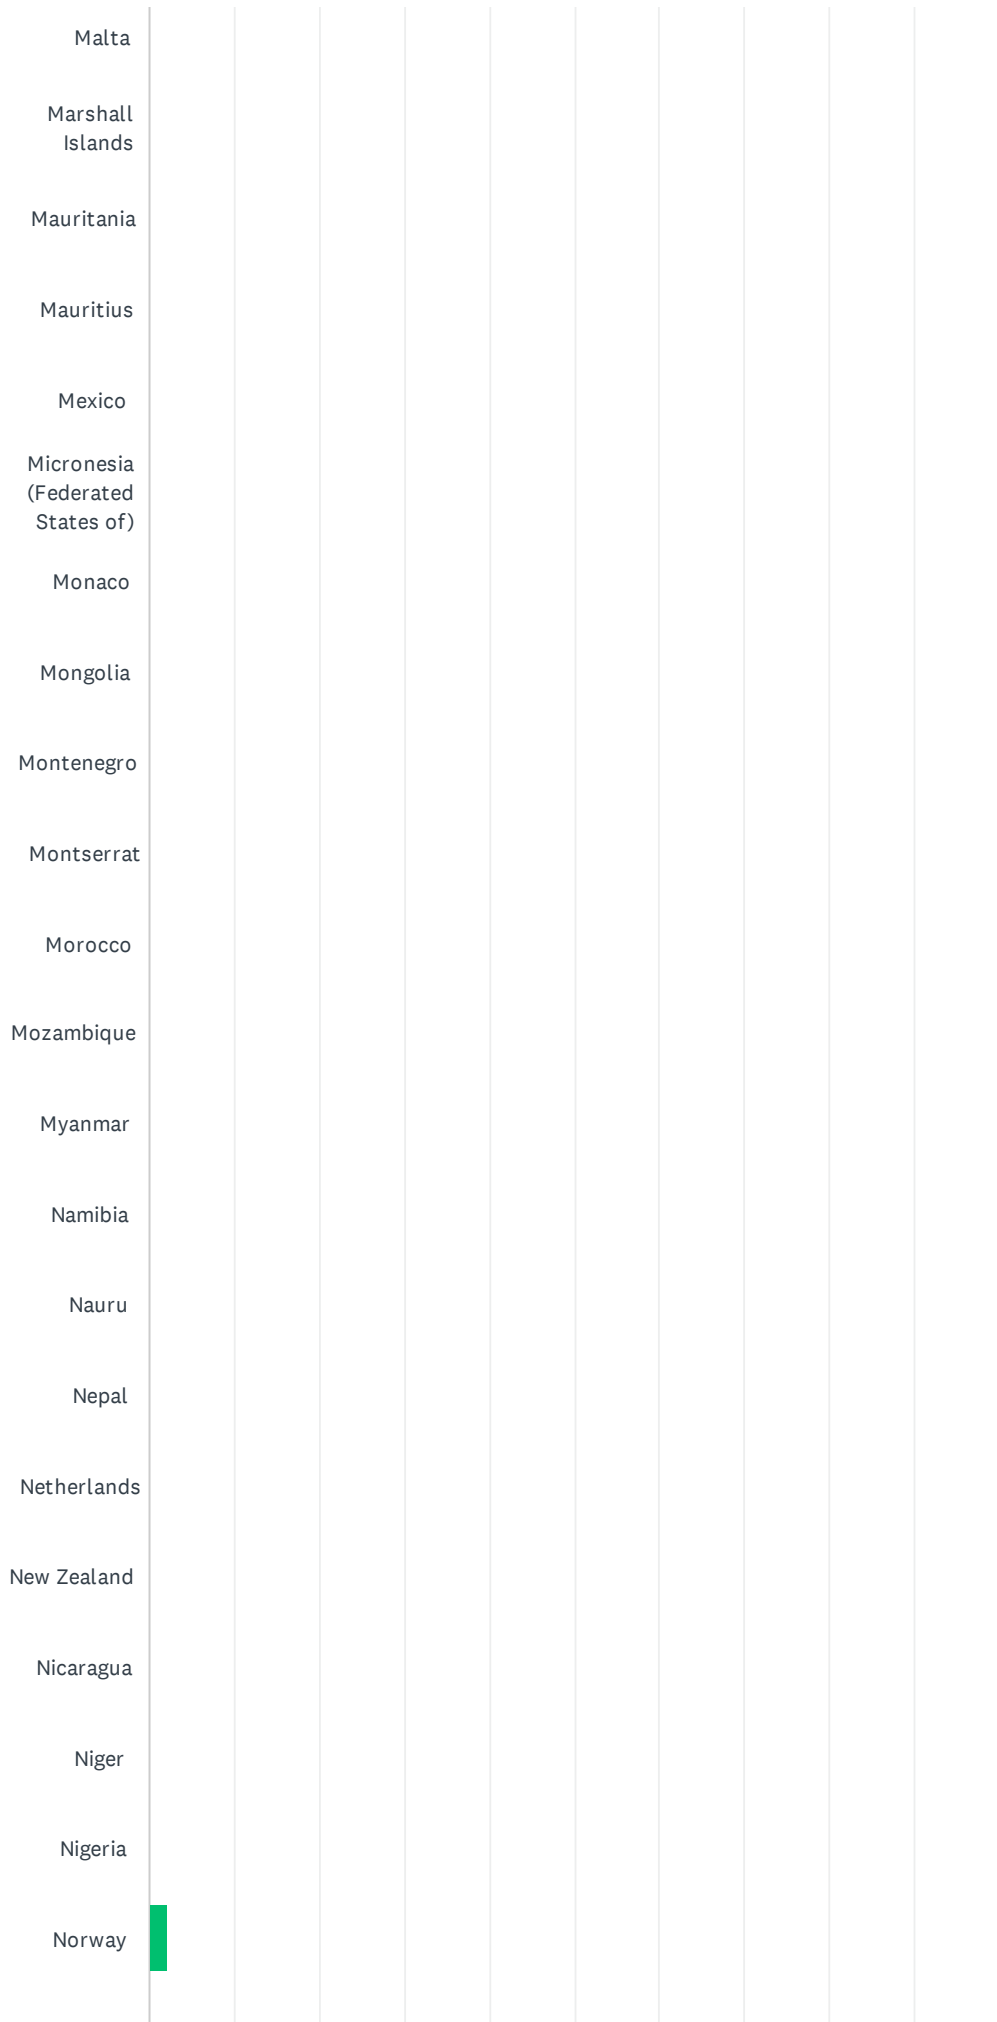 Malta
Marshall
Islands
Mauritania
Mauritius
Mexico
Micronesia
(Federated
States of)
Monaco
Mongolia
Montenegro
Montserrat
Morocco
Mozambique
Myanmar
Namibia
Nauru
Nepal
Netherlands
New Zealand
Nicaragua
Niger
Nigeria
Norway